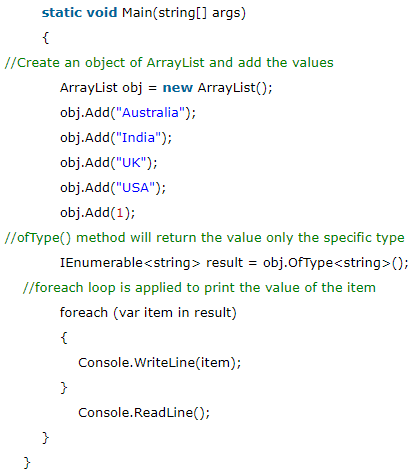 static void Main(string[] args)
{
//Create an object of ArrayList and add the values
ArrayList obj = new ArrayList();
obj.Add("Australia");
obj.Add("India");
obj.Add("UK");
obj.Add("USA");
obj.Add(1);
//ofType() method will return the value only the specific type
IEnumerable<string> result = obj.OfType<string>();
//foreach loop is applied to print the value of the item
foreach (var item in result)
{
Console.WriteLine(item);
}
Console.ReadLine();
}
}